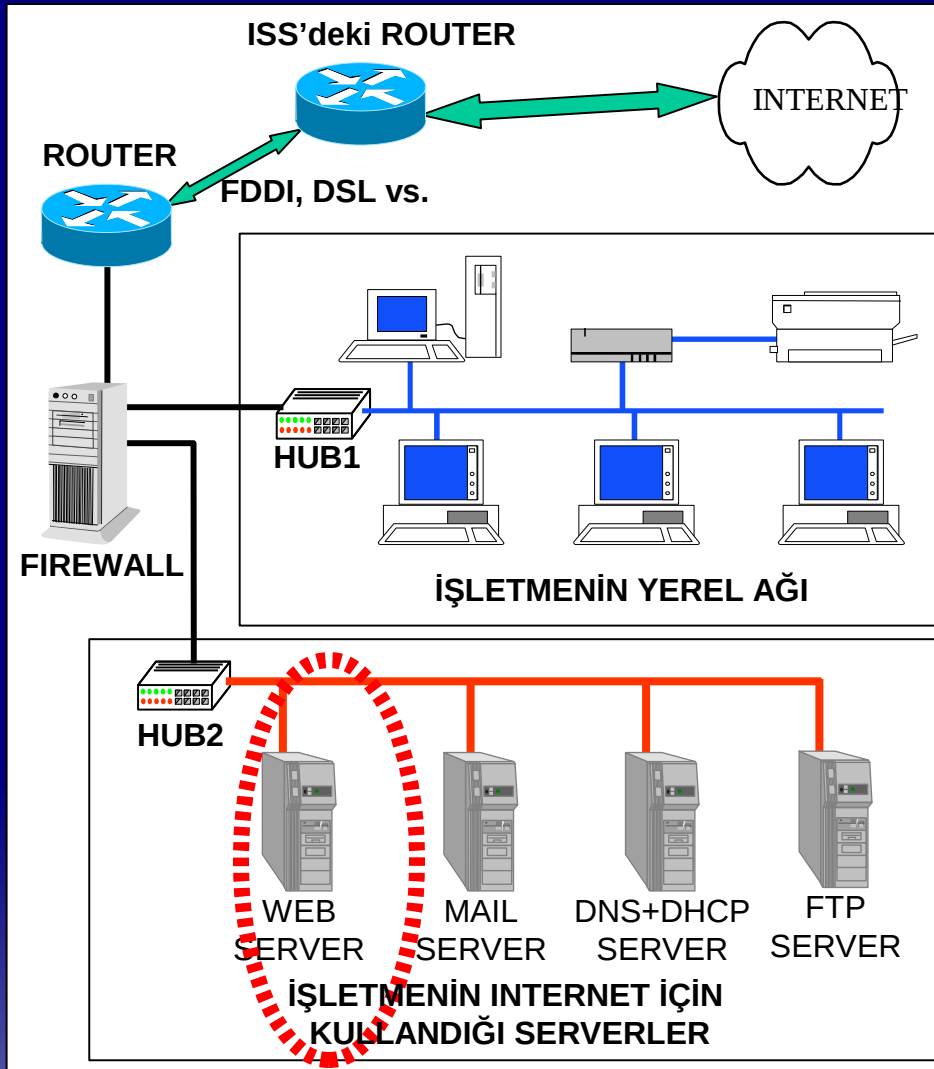 ISS’deki ROUTER
INTERNET
ROUTER
FDDI, DSL vs.
HUB1
FIREWALL
İŞLETMENİN YEREL AĞI
HUB2
WEB
SERVER
MAIL
SERVER
DNS+DHCP
SERVER
FTP
SERVER
İŞLETMENİN INTERNET İÇİN
KULLANDIĞI SERVERLER